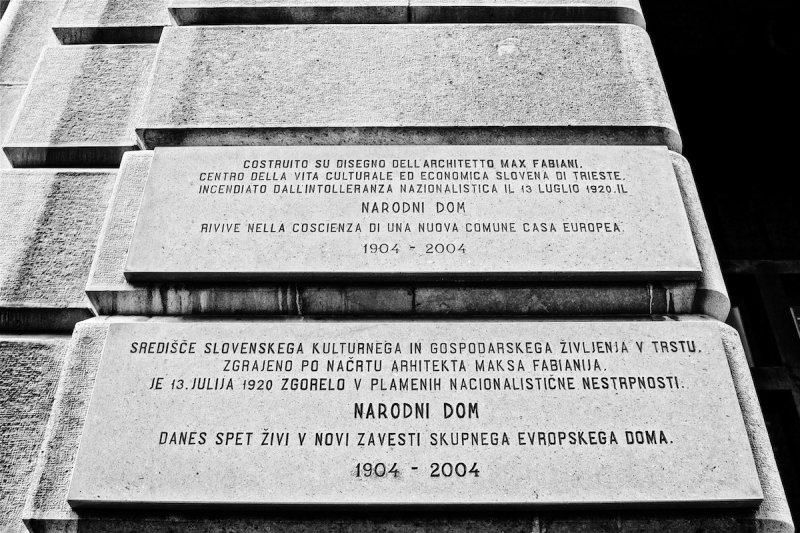 COSTRUITO SU DISEGNO DELL'ARCHITETTO MAX FABIANI,
CENTRO DELLA VITA CULTURALE ED ECONOMICA SLOVENA DI TRIESTE,
INCENDIATO DALL'INTOLLERANZA NAZIONALISTICA IL 13 LUGLIO 1920, IL
NARODNI DOM
RIVIVE NELLA COSCIENZA DI UNA NUOVA COMUNE CASA EUROPEA.
1904 - 2004
SREDIŠČE SLOVENSKEGA KULTURNEGA IN GOSPODARSKEGA ŽIVLJENJA V TRSTU,
ZGRAJENO PO NAČRTU ARHITEKTA MAKSA FABIANIJA,
JE 13. JULIJA 1920 ZGORELO V PLAMENIH NACIONALISTIČNE NESTRPNOSTI.
NARODNI DOM
DANES SPET ŽIVI V NOVI ZAVESTI SKUPNEGA EVROPSKEGA DOMA.
1904 - 2004